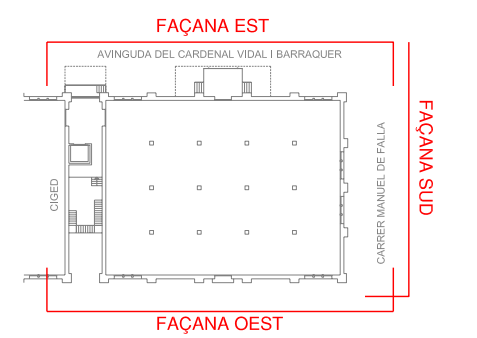 FAÇANA EST
AVINGUDA DEL CARDENAL VIDAL I BARRAQUER
CIGED
CARRER MANUEL DE FALLA
FAÇANA SUD
FAÇANA OEST